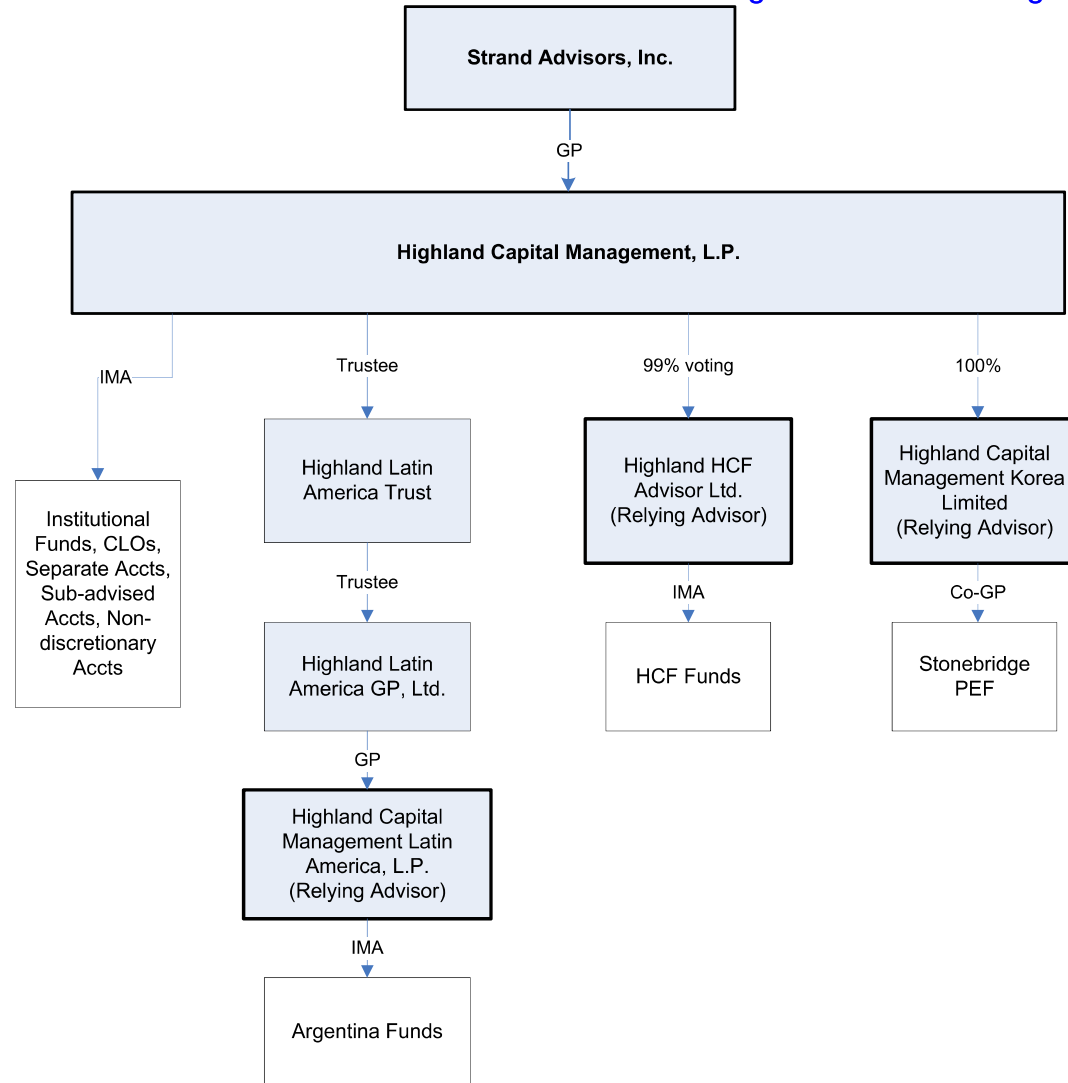 Strand Advisors, Inc.
GP
Highland Capital Management, L.P.
IMA
Trustee
99% voting
100%
Institutional
Funds, CLOs,
Separate Accts,
Sub-advised
Accts, Non-
discretionary
Accts
Highland Latin
America Trust
Highland HCF
Advisor Ltd.
(Relying Advisor)
Highland Capital
Management Korea
Limited
(Relying Advisor)
Trustee
IMA
Co-GP
Highland Latin
America GP, Ltd.
HCF Funds
Stonebridge
PEF
GP
Highland Capital
Management Latin
America, L.P.
(Relying Advisor)
IMA
Argentina Funds